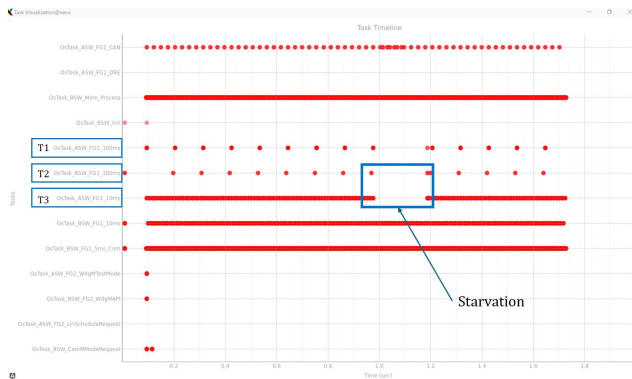 Task Visualization@neco
Task Timeline
OsTask_ASW_FG1_CAN
OsTask_ASW_FG1_DRE
OsTask_BSW_Mem_Process
OsTask_BSW_Init
T1 OsTask_ASW_FG1_100ms
T2 OsTask_BSW_FG1_100ms
T3 OsTask_ASW_FG1_10ms
OsTask_BSW_FG1_10ms
OsTask_BSW_FG1_5ms_Com
OsTask_ASW_FG2_WdgMTestMode
OsTask_BSW_FG2_WdgMAPI
OsTask_ASW_FG2_LinScheduleRequest
OsTask_BSW_ComMModeRequest
Tasks
Starvation
0.2 0.4 0.6 0.8 1.0 1.2 1.4 1.6 1.8
Time (sec)